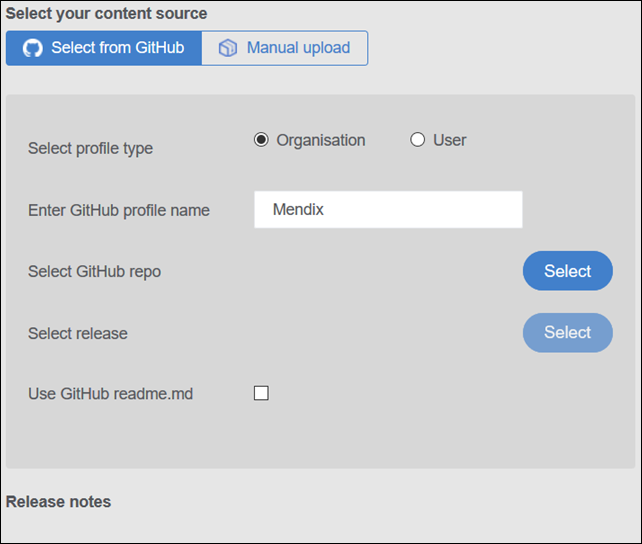 Select your content source
Select from GitHub Manual upload
Select profile type Organisation User
Enter GitHub profile name Mendix
Select GitHub repo Select
Select release Select
Use GitHub readme.md
Release notes